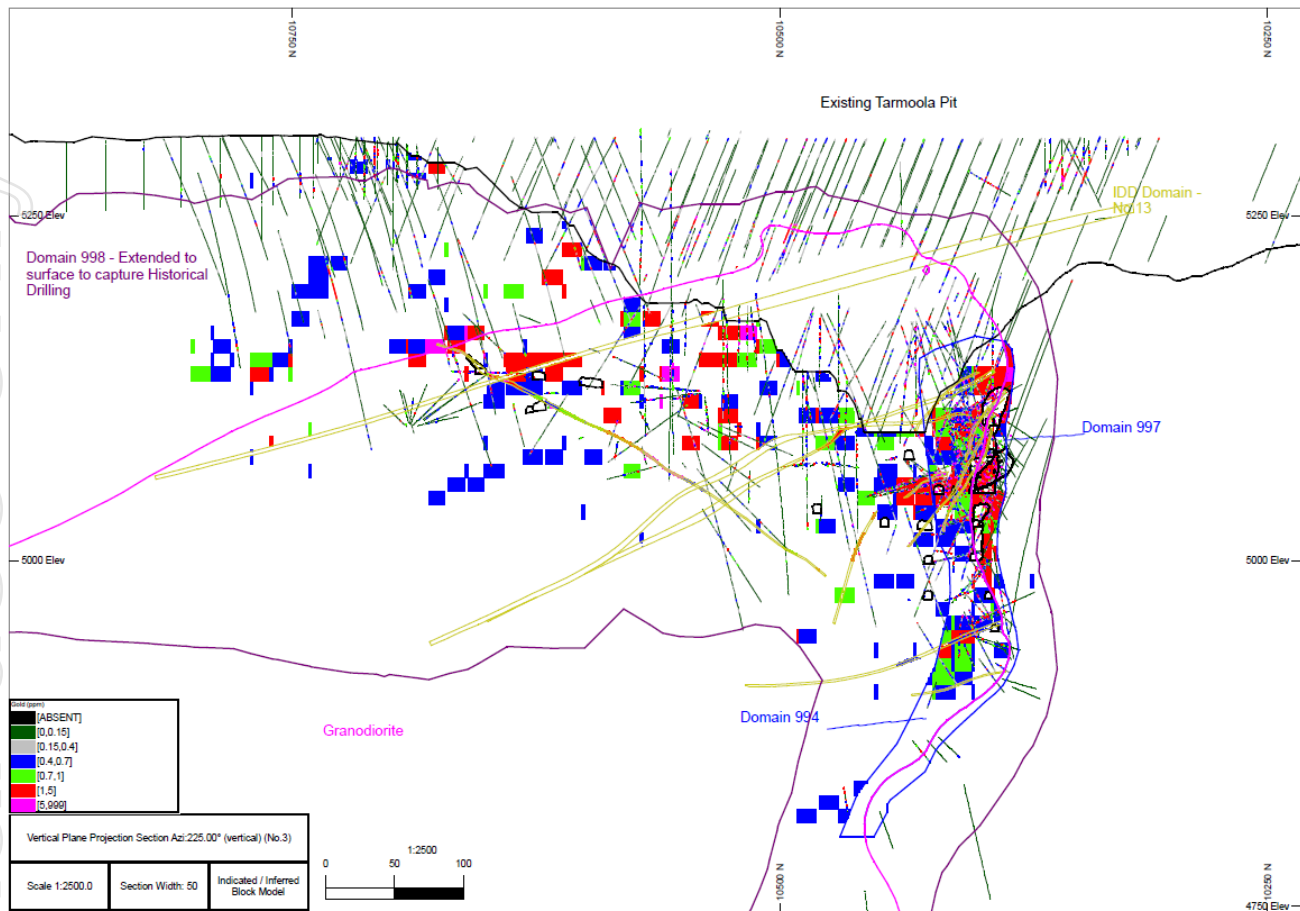 10750 N
10500 N
10250 N
Existing Tarmoola Pit
IDD Domain -
No.13
5250 Elev
5250 Elev
Domain 998 - Extended to
surface to capture Historical
Drilling
Domain 997
5000 Elev
5000 Elev
Domain 994
Granodiorite
Gold (ppm)
[ABSENT]
[0,0.15]
[0.15,0.4]
[0.4,0.7]
[0.7,1]
[1,5]
[5,999]
Vertical Plane Projection Section Azi:225.00° (vertical) (No.3)
Scale 1:2500.0
Section Width: 50
Indicated / Inferred
Block Model
1:2500
0
50
100
10500 N
10250 N
4750 Elev